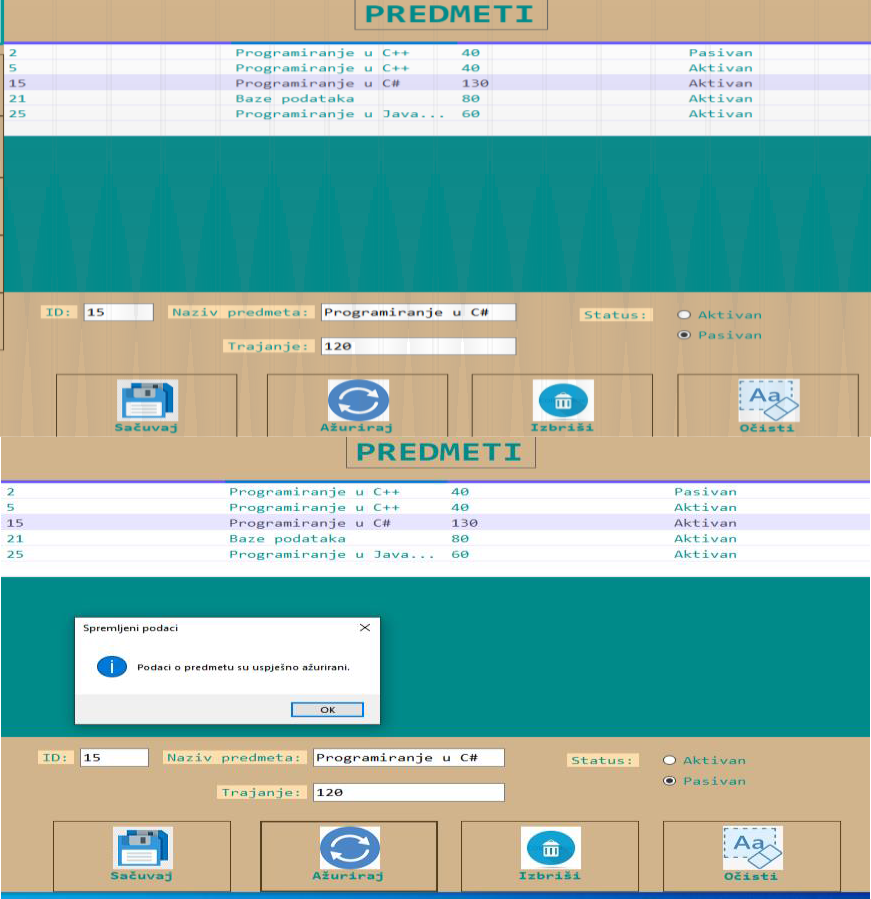 PREDMETI
2 Programiranje u C++ 40 Pasivan
5 Programiranje u C++ 40 Aktivan
15 Programiranje u C# 130 Aktivan
21 Baze podataka 80 Aktivan
25 Programiranje u Java... 60 Aktivan
ID: 15 Naziv predmeta: Programiranje u C# Status: Aktivan
Pasivan
Trajanje: 120
Aa
Sačuvaj Ažuriraj Izbriši Očisti
PREDMETI
2 Programiranje u C++ 40 Pasivan
5 Programiranje u C++ 40 Aktivan
15 Programiranje u C# 130 Aktivan
21 Baze podataka 80 Aktivan
25 Programiranje u Java... 60 Aktivan
Spremljeni podaci
Podaci o predmetu su uspješno ažurirani.
OK
ID: 15 Naziv predmeta: Programiranje u C# Status: Aktivan
Pasivan
Trajanje: 120
Aa
Sačuvaj Ažuriraj Izbriši Očisti